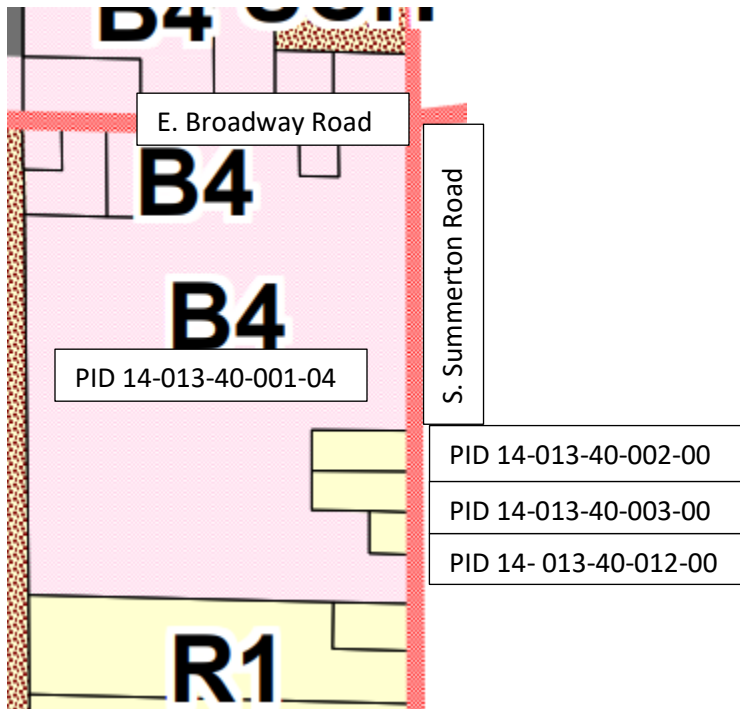 B4
E. Broadway Road
B4
S. Summerton Road
B4
PID 14-013-40-001-04
PID 14-013-40-002-00
PID 14-013-40-003-00
PID 14- 013-40-012-00
R1